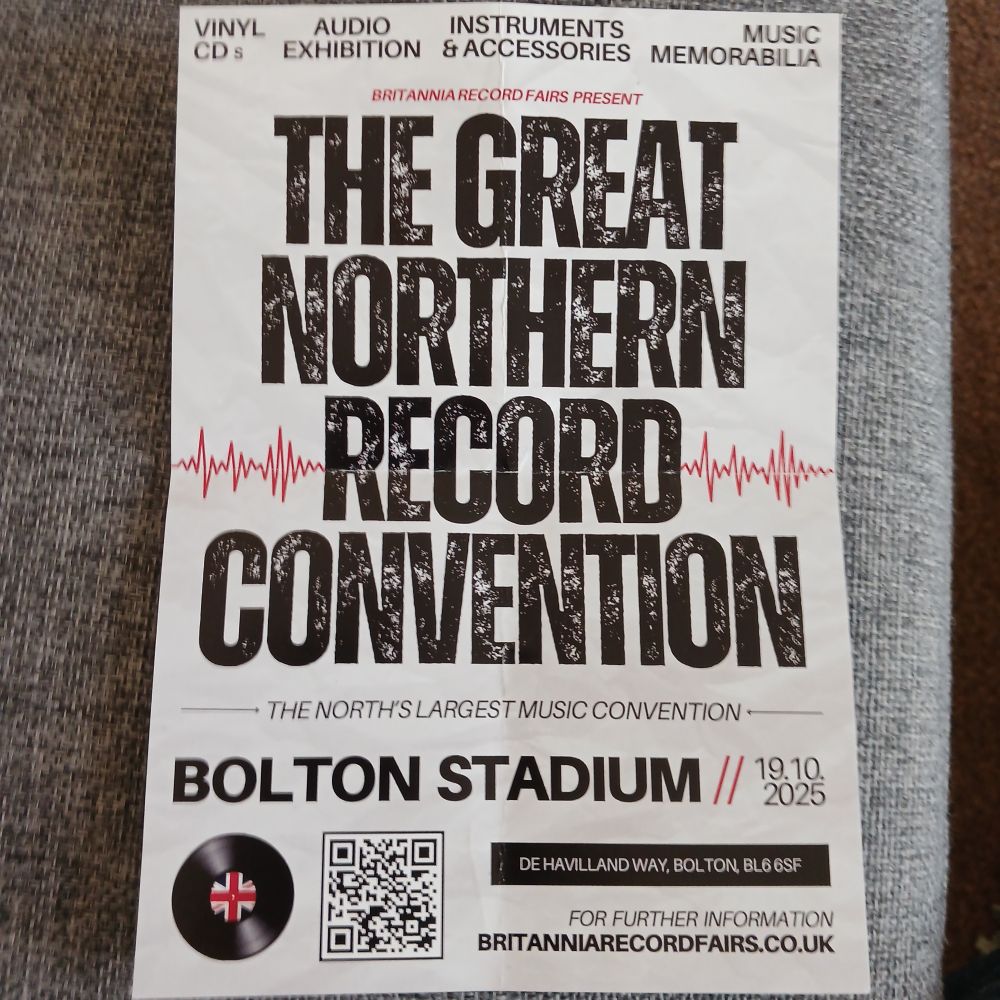 VINYL
CD s
AUDIO
EXHIBITION
INSTRUMENTS
& ACCESSORIES
MUSIC
MEMORABILIA
BRITANNIA RECORD FAIRS PRESENT
THE GREAT
NORTHERN
RECORD
CONVENTION
THE NORTH'S LARGEST MUSIC CONVENTION
BOLTON STADIUM // 19.10.
2025
DE HAVILLAND WAY, BOLTON, BL6 6SF
FOR FURTHER INFORMATION
BRITANNIARECORDFAIRS.CO.UK